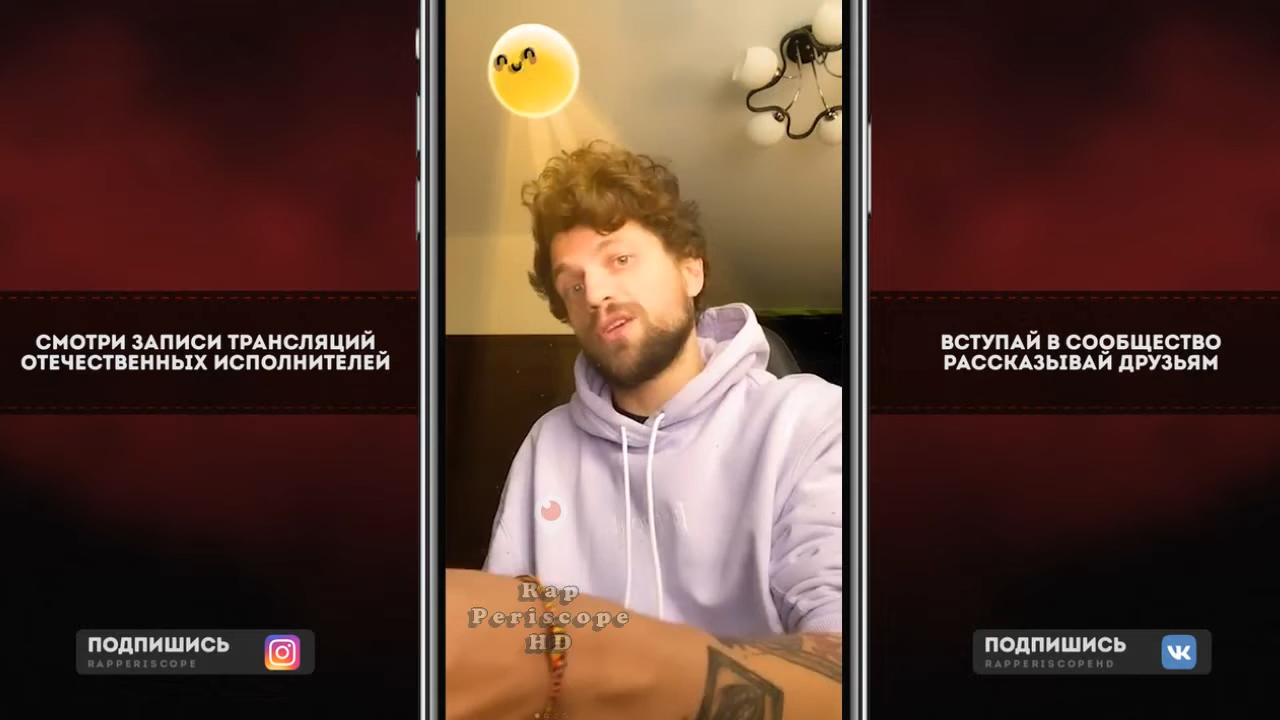 СМОТРИ ЗАПИСИ ТРАНСЛЯЦИЙ
ОТЕЧЕСТВЕННЫХ ИСПОЛНИТЕЛЕЙ
ВСТУПАЙ В СООБЩЕСТВО
РАССКАЗЫВАЙ ДРУЗЬЯМ
Rap
Periscope
HD
ПОДПИШИСЬ
RAPPERISCOPE
ПОДПИШИСЬ
RAPPERISCOPEHD